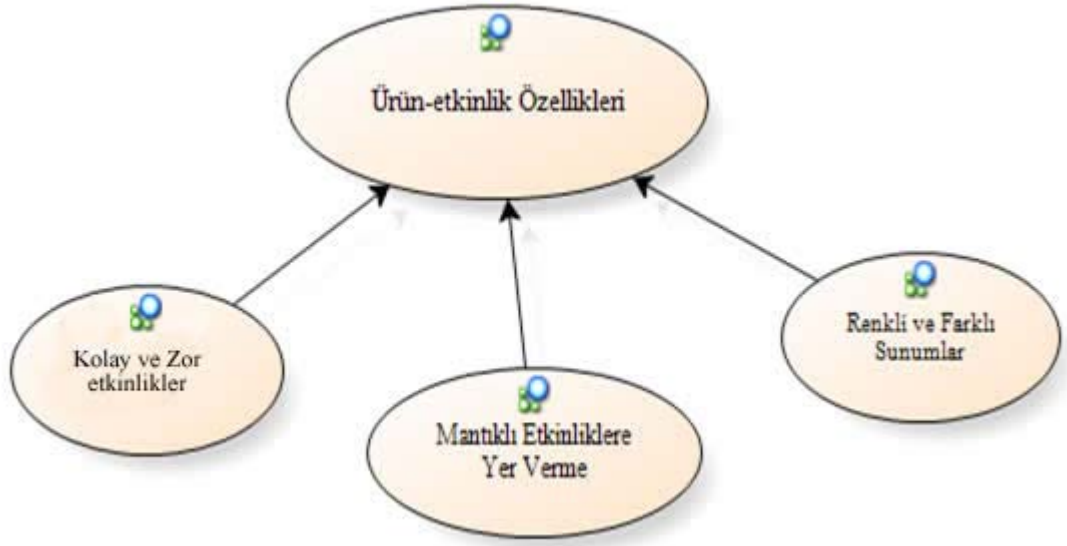 Ürün-etkinlik Özellikleri
Kolay ve Zor
etkinlikler
Mantıklı Etkinliklere
Yer Verme
Renkli ve Farklı
Sunumlar